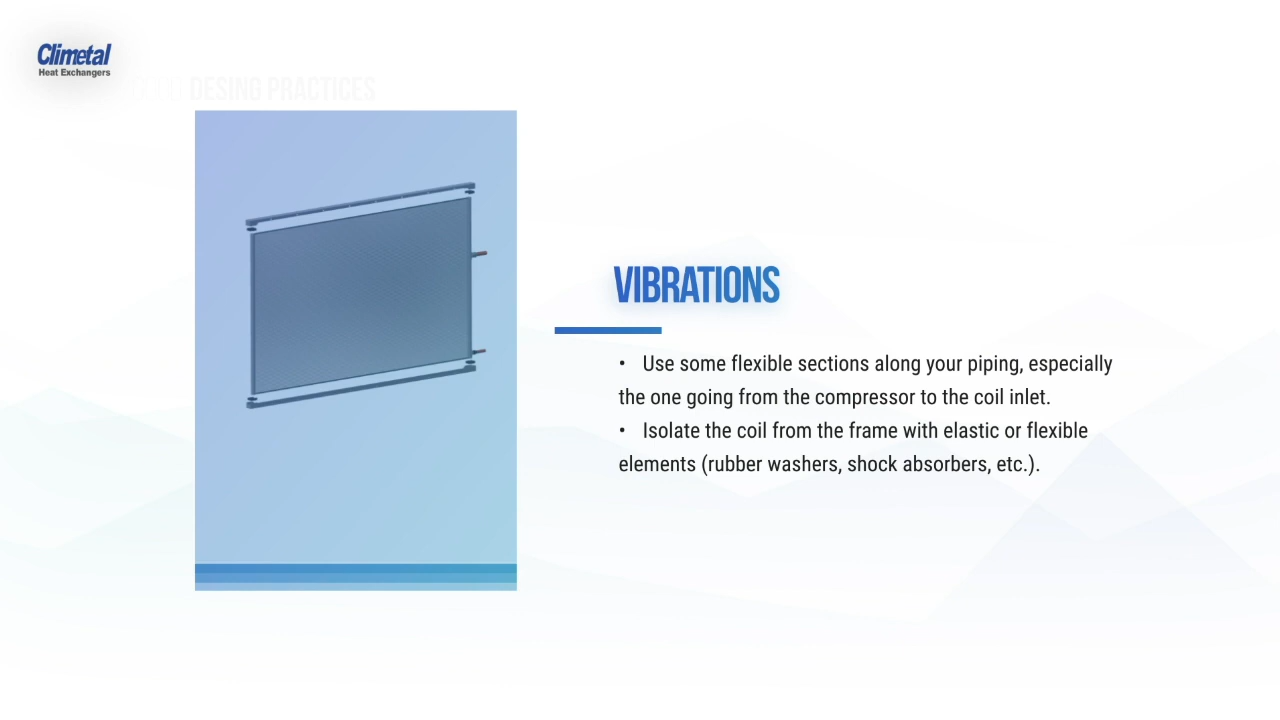 Climetal
Heat Exchangers
DESING PRACTICES
VIBRATIONS
• Use some flexible sections along your piping, especially
the one going from the compressor to the coil inlet.
• Isolate the coil from the frame with elastic or flexible
elements (rubber washers, shock absorbers, etc.).